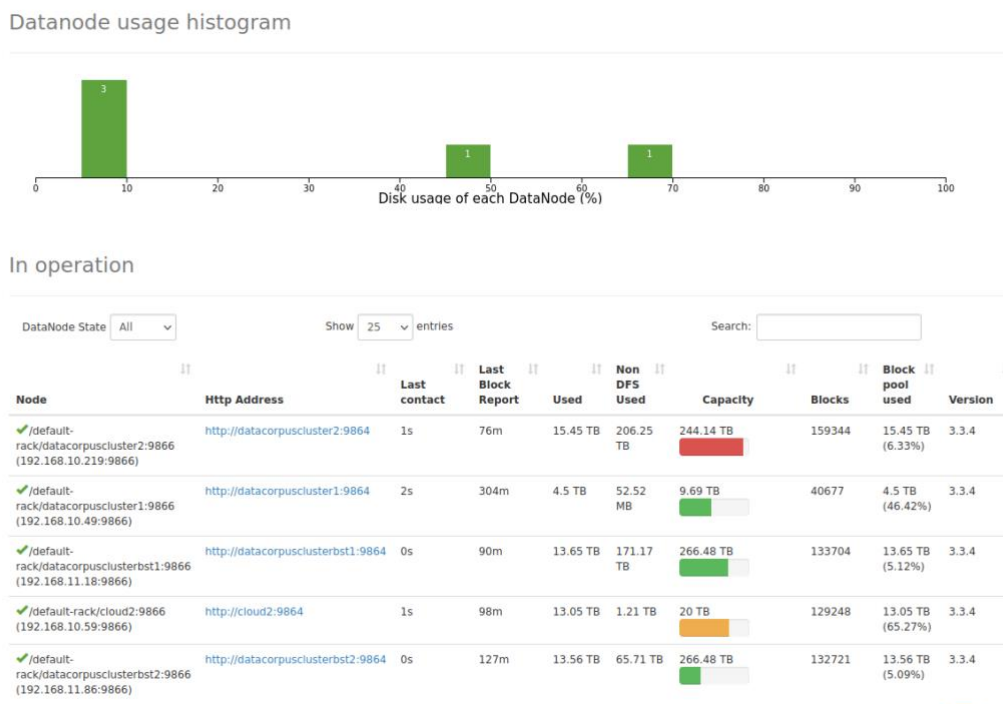 Datanode usage histogram
3
1
1
0 10 20 30 40 50 60 70 80 90 100
Disk usage of each DataNode (%)
In operation
DataNode State All Show 25 entries Search:
Node Http Address Last contact Last Block Report Used Non DFS Used Capacity Blocks Block pool used Version
/default-
rack/datacorpuscluster2:9866
(192.168.10.219:9866)
http://datacorpuscluster2:9864 1s 76m 15.45 TB 206.25 TB 244.14 TB 159344 15.45 TB (6.33%) 3.3.4
/default-
rack/datacorpuscluster1:9866
(192.168.10.49:9866)
http://datacorpuscluster1:9864 2s 304m 4.5 TB 52.52 MB 9.69 TB 40677 4.5 TB (46.42%) 3.3.4
/default-
rack/datacorpusclusterbst1:9866
(192.168.11.18:9866)
http://datacorpusclusterbst1:9864 0s 90m 13.65 TB 171.17 TB 266.48 TB 133704 13.65 TB (5.12%) 3.3.4
/default-rack/cloud2:9866
(192.168.10.59:9866)
http://cloud2:9864 1s 98m 13.05 TB 1.21 TB 20 TB 129248 13.05 TB (65.27%) 3.3.4
/default-
rack/datacorpusclusterbst2:9866
(192.168.11.86:9866)
http://datacorpusclusterbst2:9864 0s 127m 13.56 TB 65.71 TB 266.48 TB 132721 13.56 TB (5.09%) 3.3.4